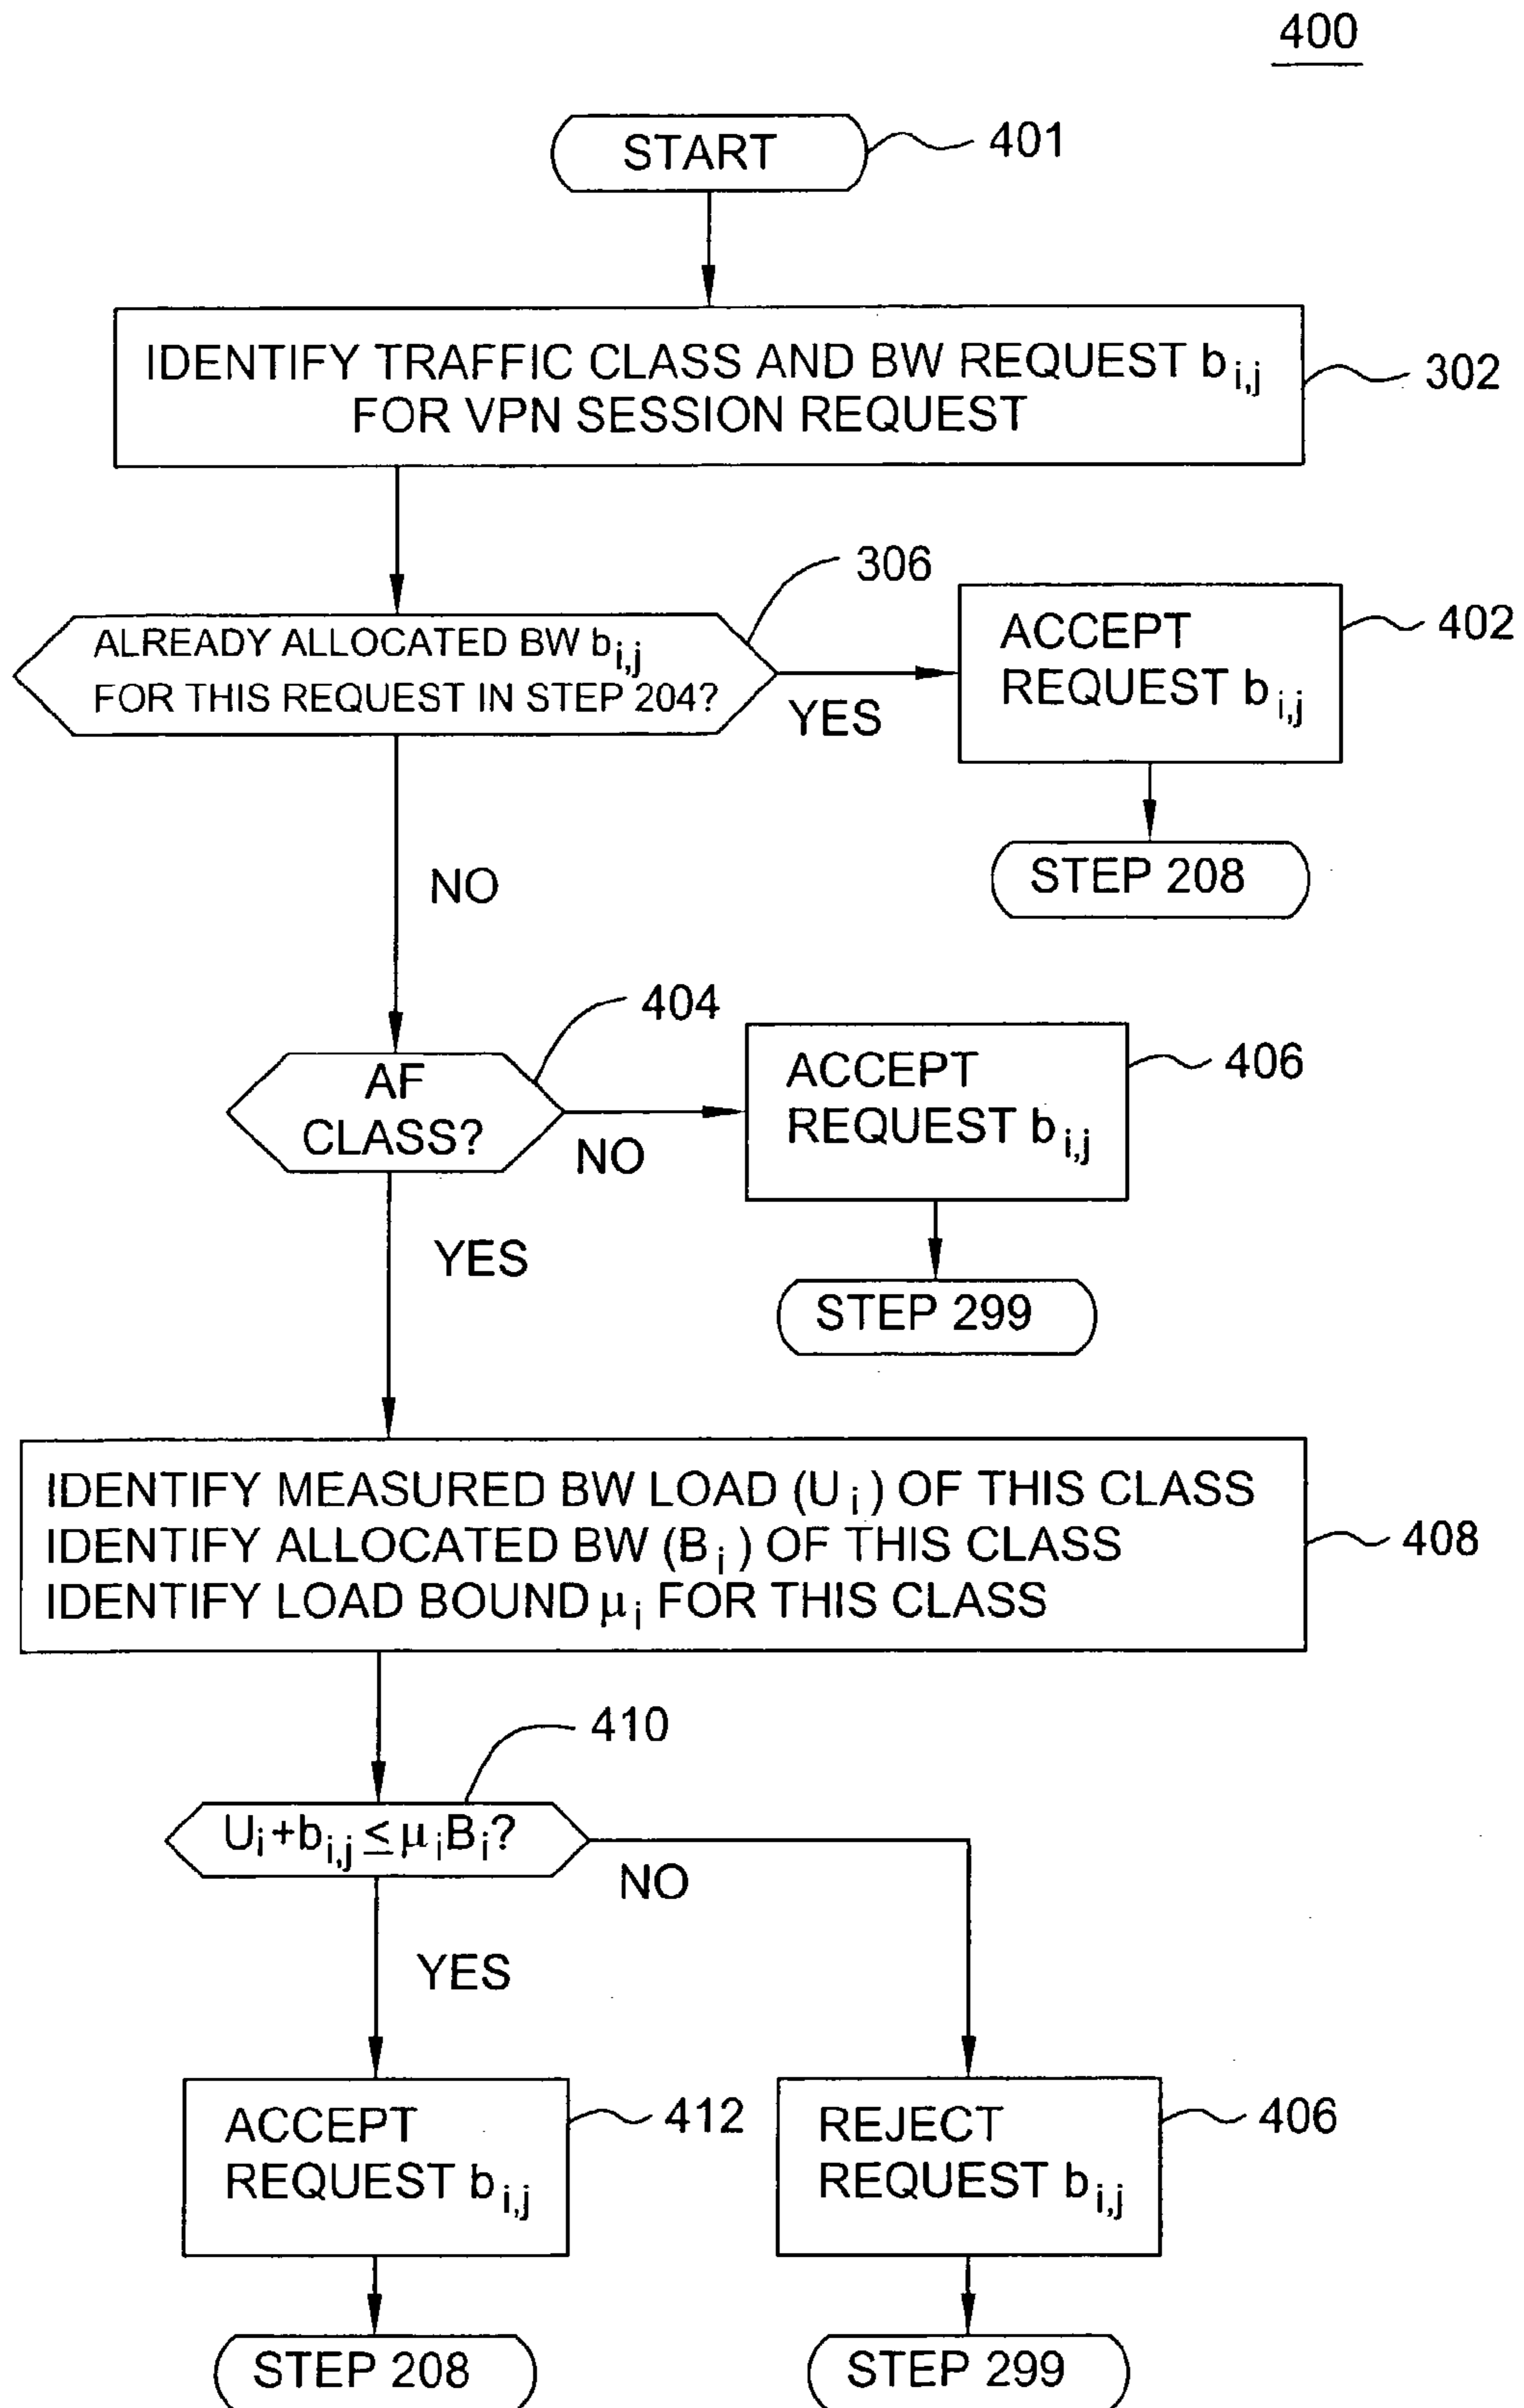 400
START
401
IDENTIFY TRAFFIC CLASS AND BW REQUEST b i,j
FOR VPN SESSION REQUEST
302
306
ALREADY ALLOCATED BW b i,j
FOR THIS REQUEST IN STEP 204?
YES
ACCEPT
REQUEST b i,j
402
STEP 208
NO
404
AF
CLASS?
NO
ACCEPT
REQUEST b i,j
406
STEP 299
YES
IDENTIFY MEASURED BW LOAD (U i) OF THIS CLASS
IDENTIFY ALLOCATED BW (B i) OF THIS CLASS
IDENTIFY LOAD BOUND μ i FOR THIS CLASS
408
410
U i + b i,j ≤ μ i B i?
NO
YES
ACCEPT
REQUEST b i,j
412
REJECT
REQUEST b i,j
406
STEP 208
STEP 299